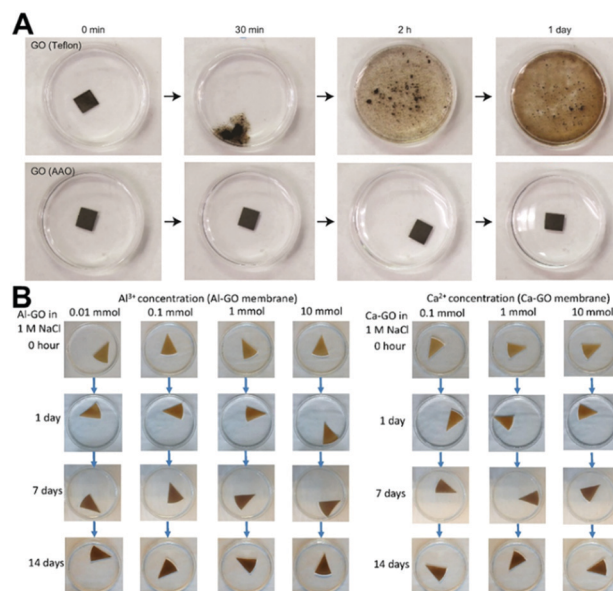 A
0 min 30 min 2 h 1 day
GO (Teflon)
GO (AAO)
B
Al³⁺ concentration (Al-GO membrane) Ca²⁺ concentration (Ca-GO membrane)
Al-GO in 0.01 mmol 0.1 mmol 1 mmol 10 mmol Ca-GO in 0.1 mmol 1 mmol 10 mmol
1 M NaCl 1 M NaCl
0 hour 0 hour
1 day 1 day
7 days 7 days
14 days 14 days